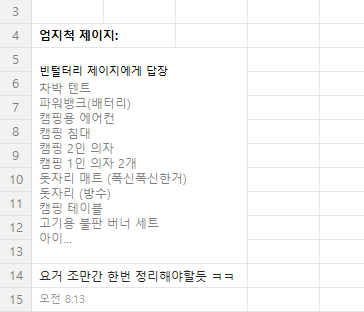 3
4
엄지척 제이지:
5
빈털터리 제이지에게 답장
6
차박 텐트
7
파워뱅크(배터리)
캠핑용 에어컨
8
캠핑 침대
9
캠핑 2인 의자
캠핑 1인 의자 2개
10
돗자리 매트 (폭신폭신한거)
11
돗자리 (방수)
캠핑 테이블
12
고기용 불판 버너 세트
아이...
13
14
요거 조만간 한번 정리해야할듯 ㅋㅋ
15
오전 8:13